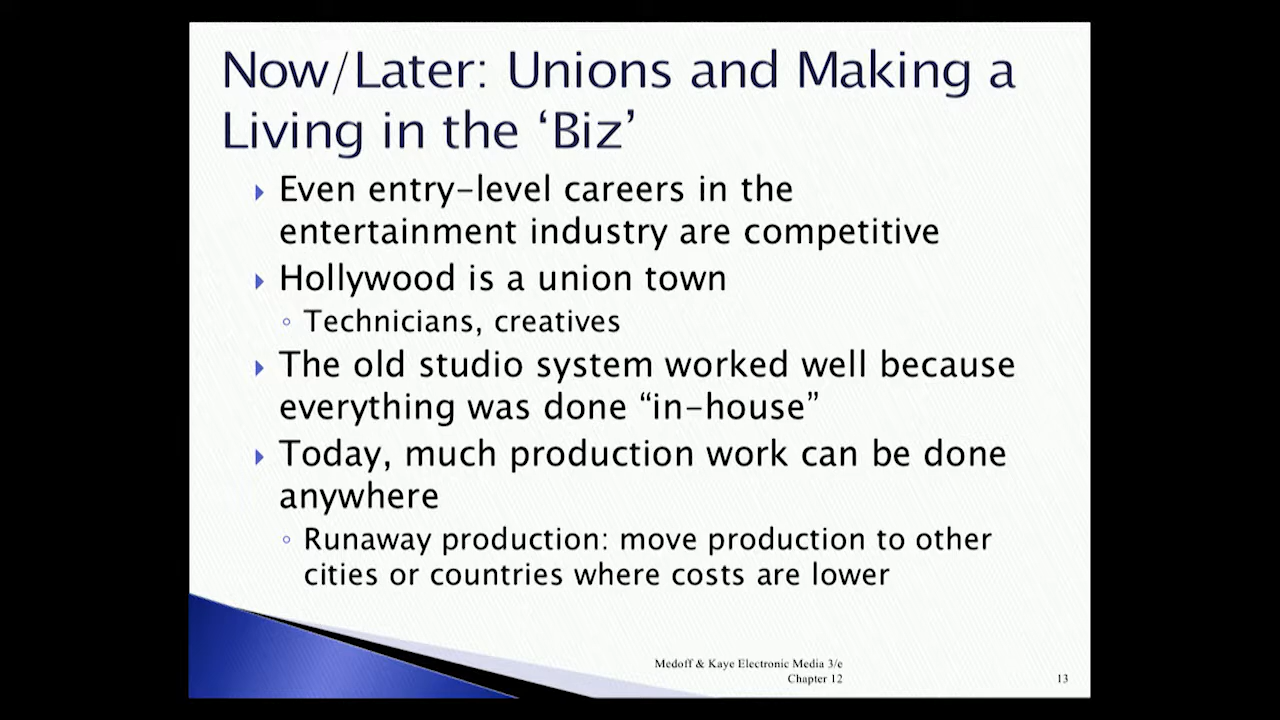 Now/Later: Unions and Making a
Living in the ‘Biz’
Even entry-level careers in the
entertainment industry are competitive
Hollywood is a union town
Technicians, creatives
The old studio system worked well because
everything was done “in-house”
Today, much production work can be done
anywhere
Runaway production: move production to other
cities or countries where costs are lower
Medoff & Kaye Electronic Media 3/e
Chapter 12
13